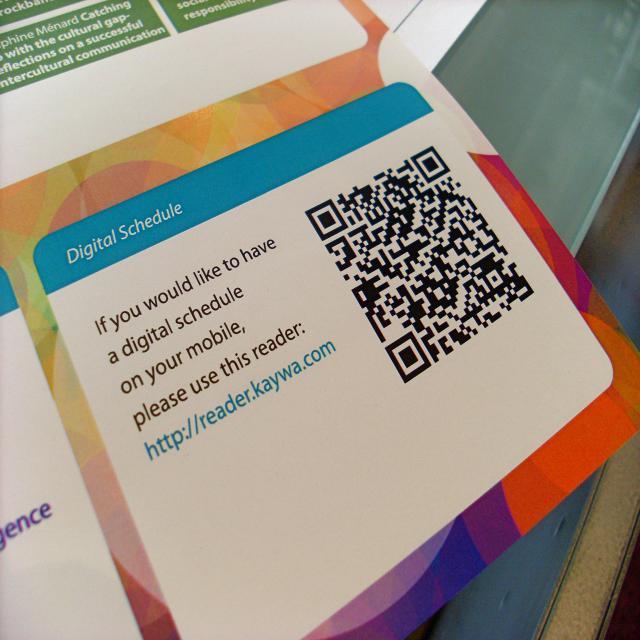 phine Ménard Catching
with the cultural gap,
flections on a successful
tercultural communication
responsibility
Digital Schedule
If you would like to have
a digital schedule
on your mobile,
please use this reader:
http://reader.kaywa.com
gence